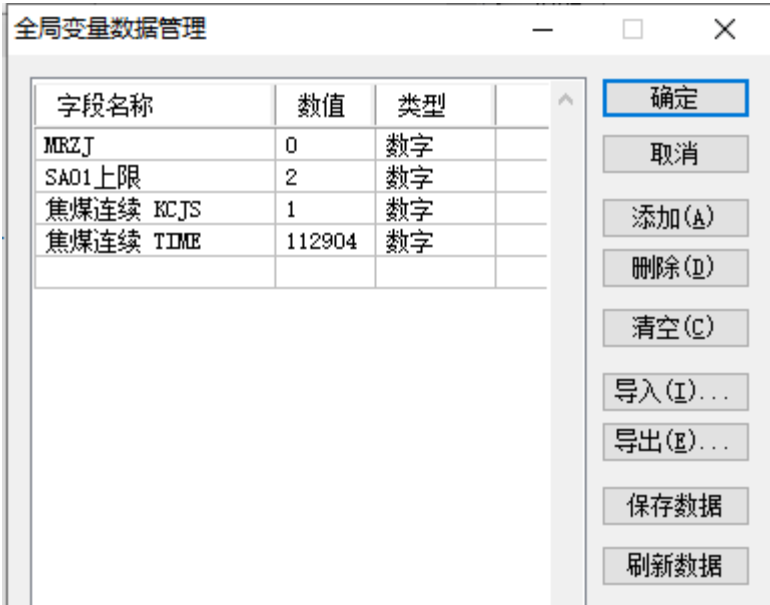 全局变量数据管理
字段名称 数值 类型
MRZJ 0 数字
SA01上限 2 数字
焦煤连续 KCJS 1 数字
焦煤连续 TIME 112904 数字
确定
取消
添加(A)
删除(D)
清空(C)
导入(I)...
导出(E)...
保存数据
刷新数据